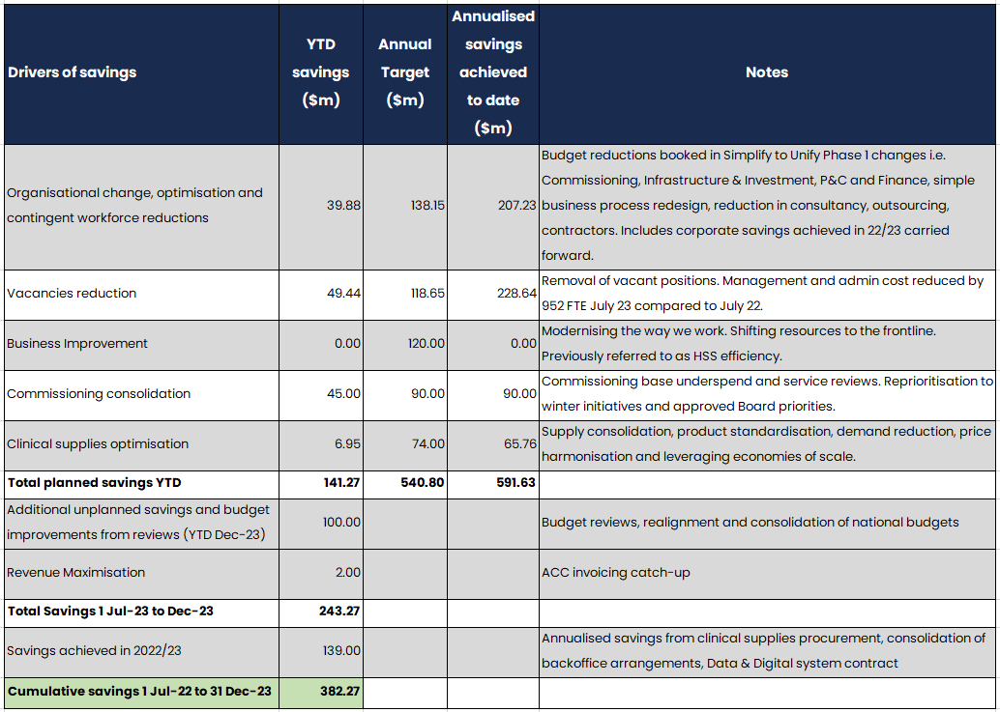 Drivers of savings
YTD
savings
($m)
Annual
Target
($m)
Annualised
savings
achieved
to date
($m)
Notes
Organisational change, optimisation and
contingent workforce reductions
39.88
138.15
207.23
Budget reductions booked in Simplify to Unify Phase 1 changes i.e.
Commissioning, Infrastructure & Investment, P&C and Finance, simple
business process redesign, reduction in consultancy, outsourcing,
contractors. Includes corporate savings achieved in 22/23 carried
forward.
Vacancies reduction
49.44
118.65
228.64
Removal of vacant positions. Management and admin cost reduced by
952 FTE July 23 compared to July 22.
Business Improvement
0.00
120.00
0.00
Modernising the way we work. Shifting resources to the frontline.
Previously referred to as HSS efficiency.
Commissioning consolidation
45.00
90.00
90.00
Commissioning base underspend and service reviews. Reprioritisation to
winter initiatives and approved Board priorities.
Clinical supplies optimisation
6.95
74.00
65.76
Supply consolidation, product standardisation, demand reduction, price
harmonisation and leveraging economies of scale.
Total planned savings YTD
141.27
540.80
591.63
Additional unplanned savings and budget
improvements from reviews (YTD Dec-23)
100.00
Budget reviews, realignment and consolidation of national budgets
Revenue Maximisation
2.00
ACC invoicing catch-up
Total Savings 1 Jul-23 to Dec-23
243.27
Savings achieved in 2022/23
139.00
Annualised savings from clinical supplies procurement, consolidation of
backoffice arrangements, Data & Digital system contract
Cumulative savings 1 Jul-22 to 31 Dec-23
382.27